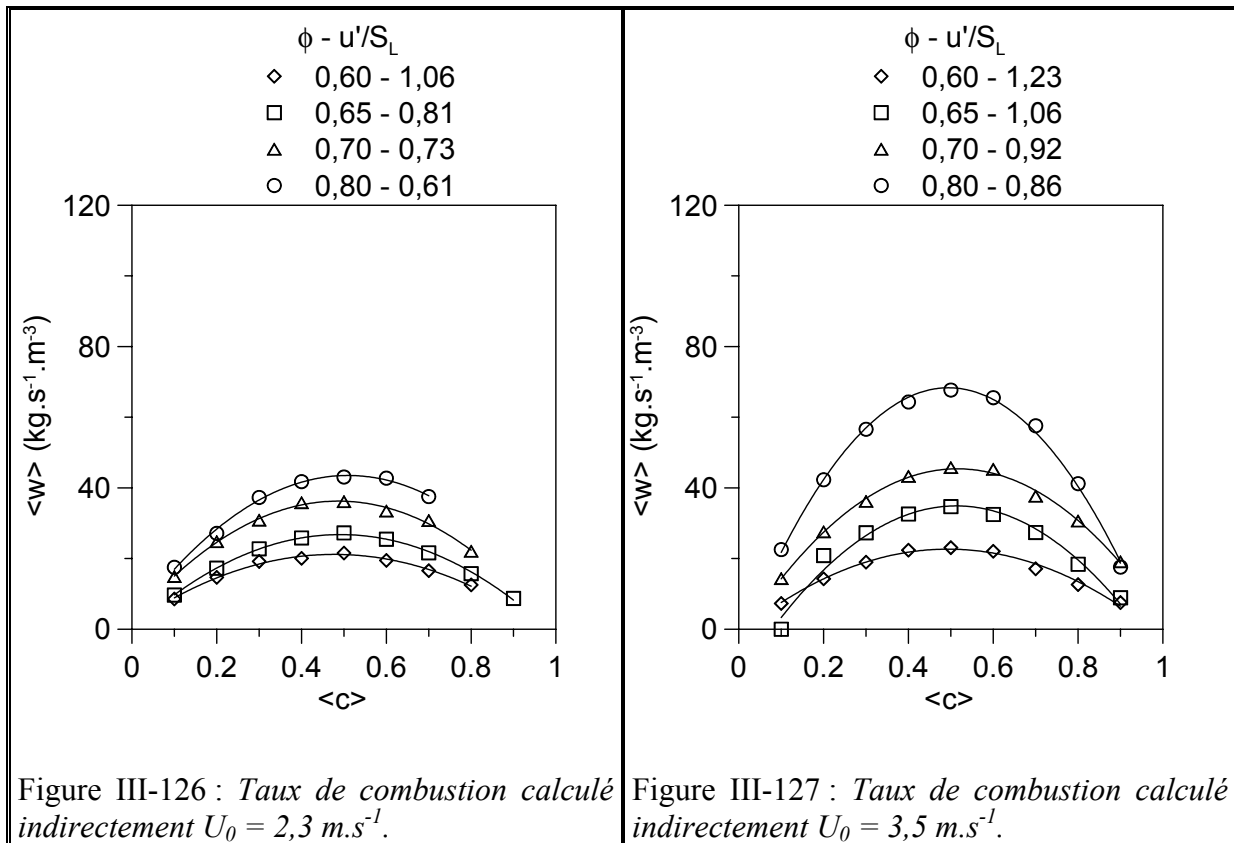 ϕ - u'/S_L
0,60 - 1,06
0,65 - 0,81
0,70 - 0,73
0,80 - 0,61
120
80
40
0
<w> (kg.s⁻¹.m⁻³)
0 0.2 0.4 0.6 0.8 1
<c>
Figure III-126 : Taux de combustion calculé
indirectement U₀ = 2,3 m.s⁻¹.
ϕ - u'/S_L
0,60 - 1,23
0,65 - 1,06
0,70 - 0,92
0,80 - 0,86
120
80
40
0
<w> (kg.s⁻¹.m⁻³)
0 0.2 0.4 0.6 0.8 1
<c>
Figure III-127 : Taux de combustion calculé
indirectement U₀ = 3,5 m.s⁻¹.